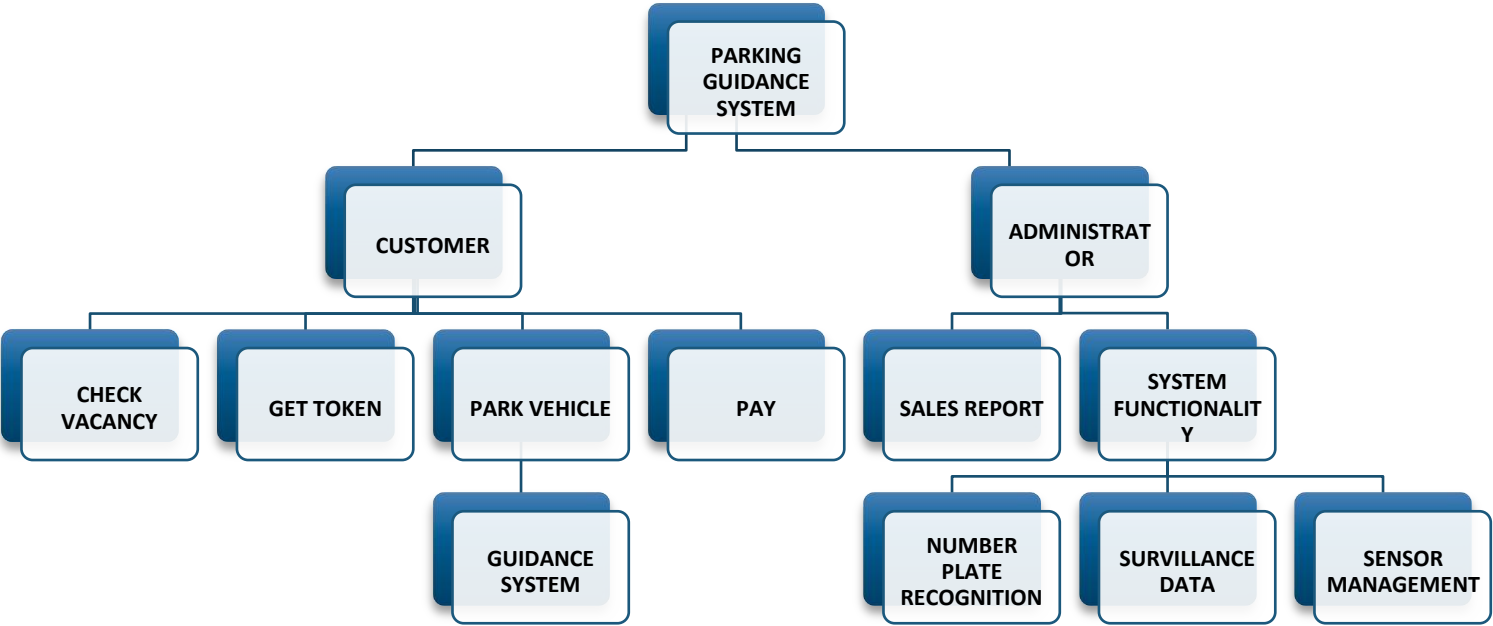 PARKING
GUIDANCE
SYSTEM
CUSTOMER
ADMINISTRAT
OR
CHECK
VACANCY
GET TOKEN
PARK VEHICLE
PAY
SALES REPORT
SYSTEM
FUNCTIONALIT
Y
GUIDANCE
SYSTEM
NUMBER
PLATE
RECOGNITION
SURVILLANCE
DATA
SENSOR
MANAGEMENT